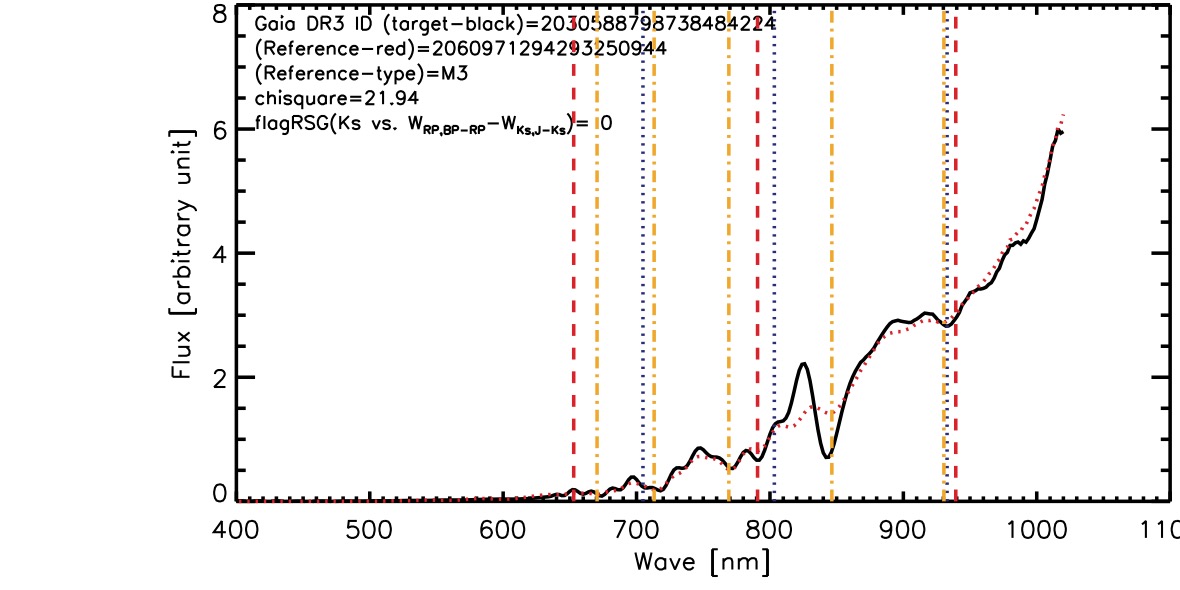 8
Gaia DR3 ID (target-black)=2030588798738484224
(Reference-red)=2060971294293250944
(Reference-type)=M3
chisquare=21.94
flagRSG(Ks vs. WRP,BP-RP-WKs,J-Ks)= 0
6
4
2
0
Flux [arbitrary unit]
400 500 600 700 800 900 1000 110
Wave [nm]